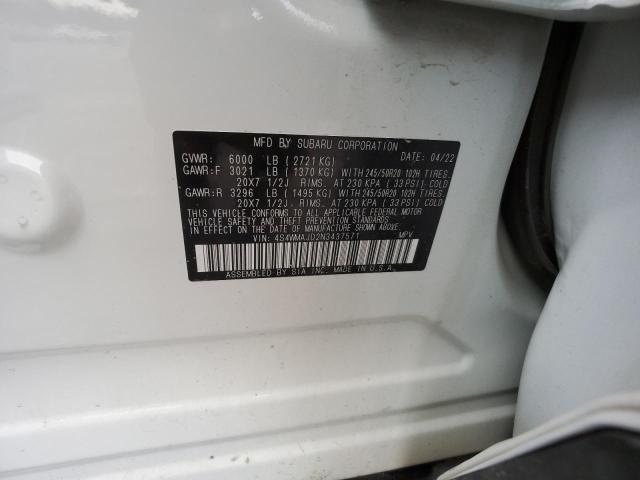 MFD BY SUBARU CORPORATION
GVWR: 6000 LB ( 2721 KG) DATE: 04/22
GAWR:F 3021 LB ( 1370 KG) WITH 245/50R20 102H TIRES.
20X7 1/2J RIMS. AT 230 KPA ( 33 PSI) COLD
GAWR:R 3296 LB ( 1495 KG) WITH 245/50R20 102H TIRES.
20X7 1/2J RIMS. AT 230 KPA ( 33 PSI) COLD
THIS VEHICLE CONFORMS TO ALL APPLICABLE FEDERAL MOTOR
VEHICLE SAFETY AND THEFT PREVENTION STANDARDS
IN EFFECT ON THE DATE OF MANUFACTURE SHOWN ABOVE.
VIN: 4S4WMAJD2N3437571 MPV
ASSEMBLED BY SIA INC. MADE IN U.S.A.